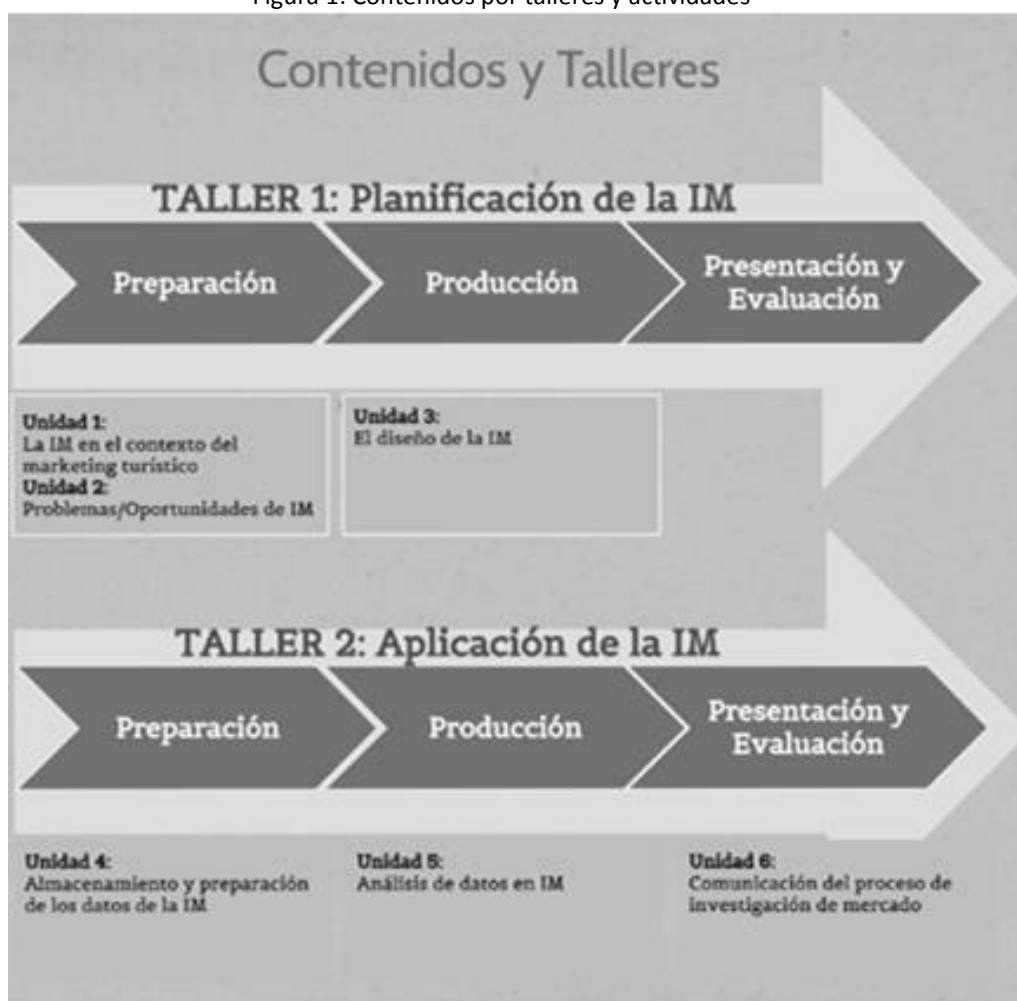 Figura 1: Contenidos por talleres y actividades
Contenidos y Talleres
TALLER 1: Planificación de la IM
Preparación
Producción
Presentación y
Evaluación
Unidad 1:
La IM en el contexto del
marketing turístico
Unidad 2:
Problemas/Oportunidades de IM
Unidad 3:
El diseño de la IM
TALLER 2: Aplicación de la IM
Preparación
Producción
Presentación y
Evaluación
Unidad 4:
Almacenamiento y preparación
de los datos de la IM
Unidad 5:
Análisis de datos en IM
Unidad 6:
Comunicación del proceso de
investigación de mercado